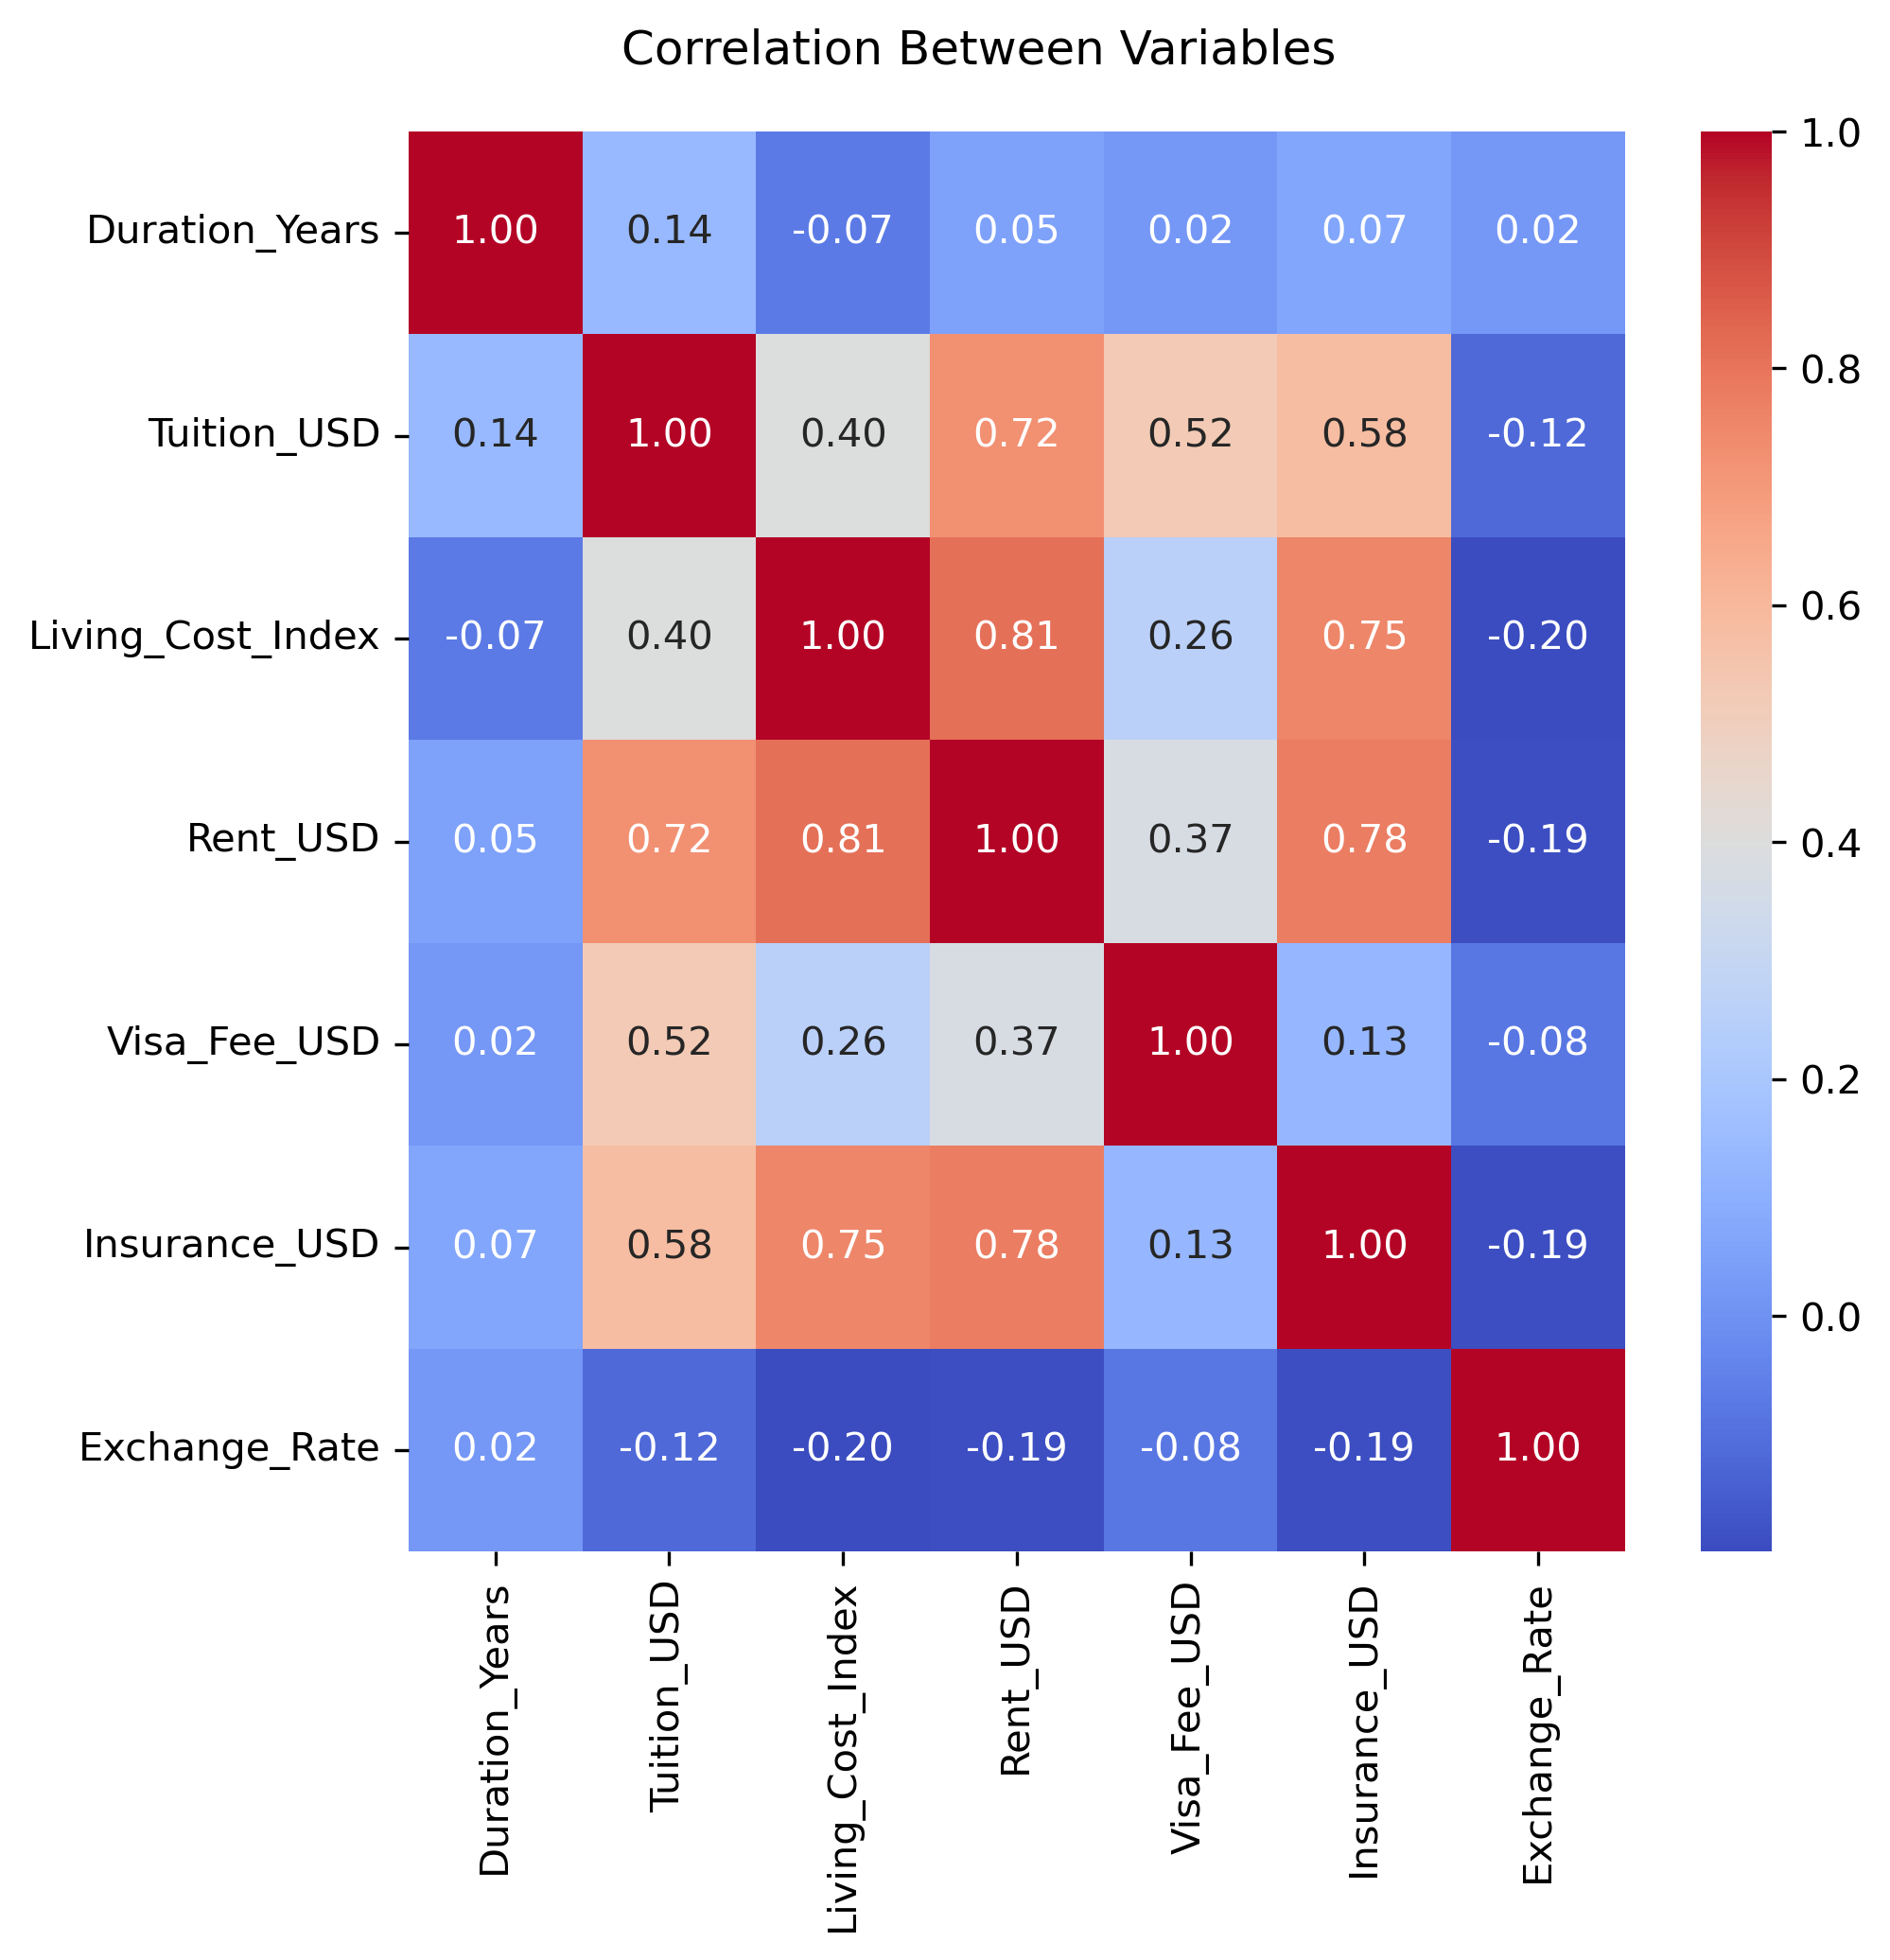 Correlation Between Variables
1.0
Duration_Years 1.00 0.14 -0.07 0.05 0.02 0.07 0.02
0.8
Tuition_USD 0.14 1.00 0.40 0.72 0.52 0.58 -0.12
0.6
Living_Cost_Index -0.07 0.40 1.00 0.81 0.26 0.75 -0.20
Rent_USD 0.05 0.72 0.81 1.00 0.37 0.78 -0.19
0.4
Visa_Fee_USD 0.02 0.52 0.26 0.37 1.00 0.13 -0.08
0.2
Insurance_USD 0.07 0.58 0.75 0.78 0.13 1.00 -0.19
0.0
Exchange_Rate 0.02 -0.12 -0.20 -0.19 -0.08 -0.19 1.00
Duration_Years
Tuition_USD
Living_Cost_Index
Rent_USD
Visa_Fee_USD
Insurance_USD
Exchange_Rate